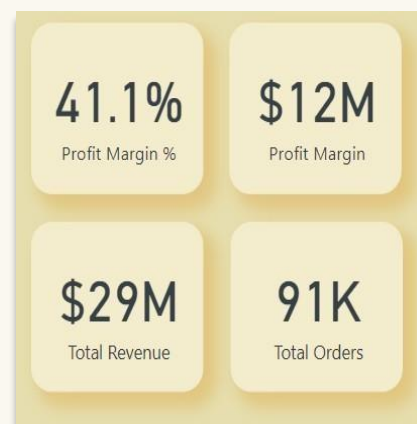 41.1%
Profit Margin %
$12M
Profit Margin
$29M
Total Revenue
91K
Total Orders